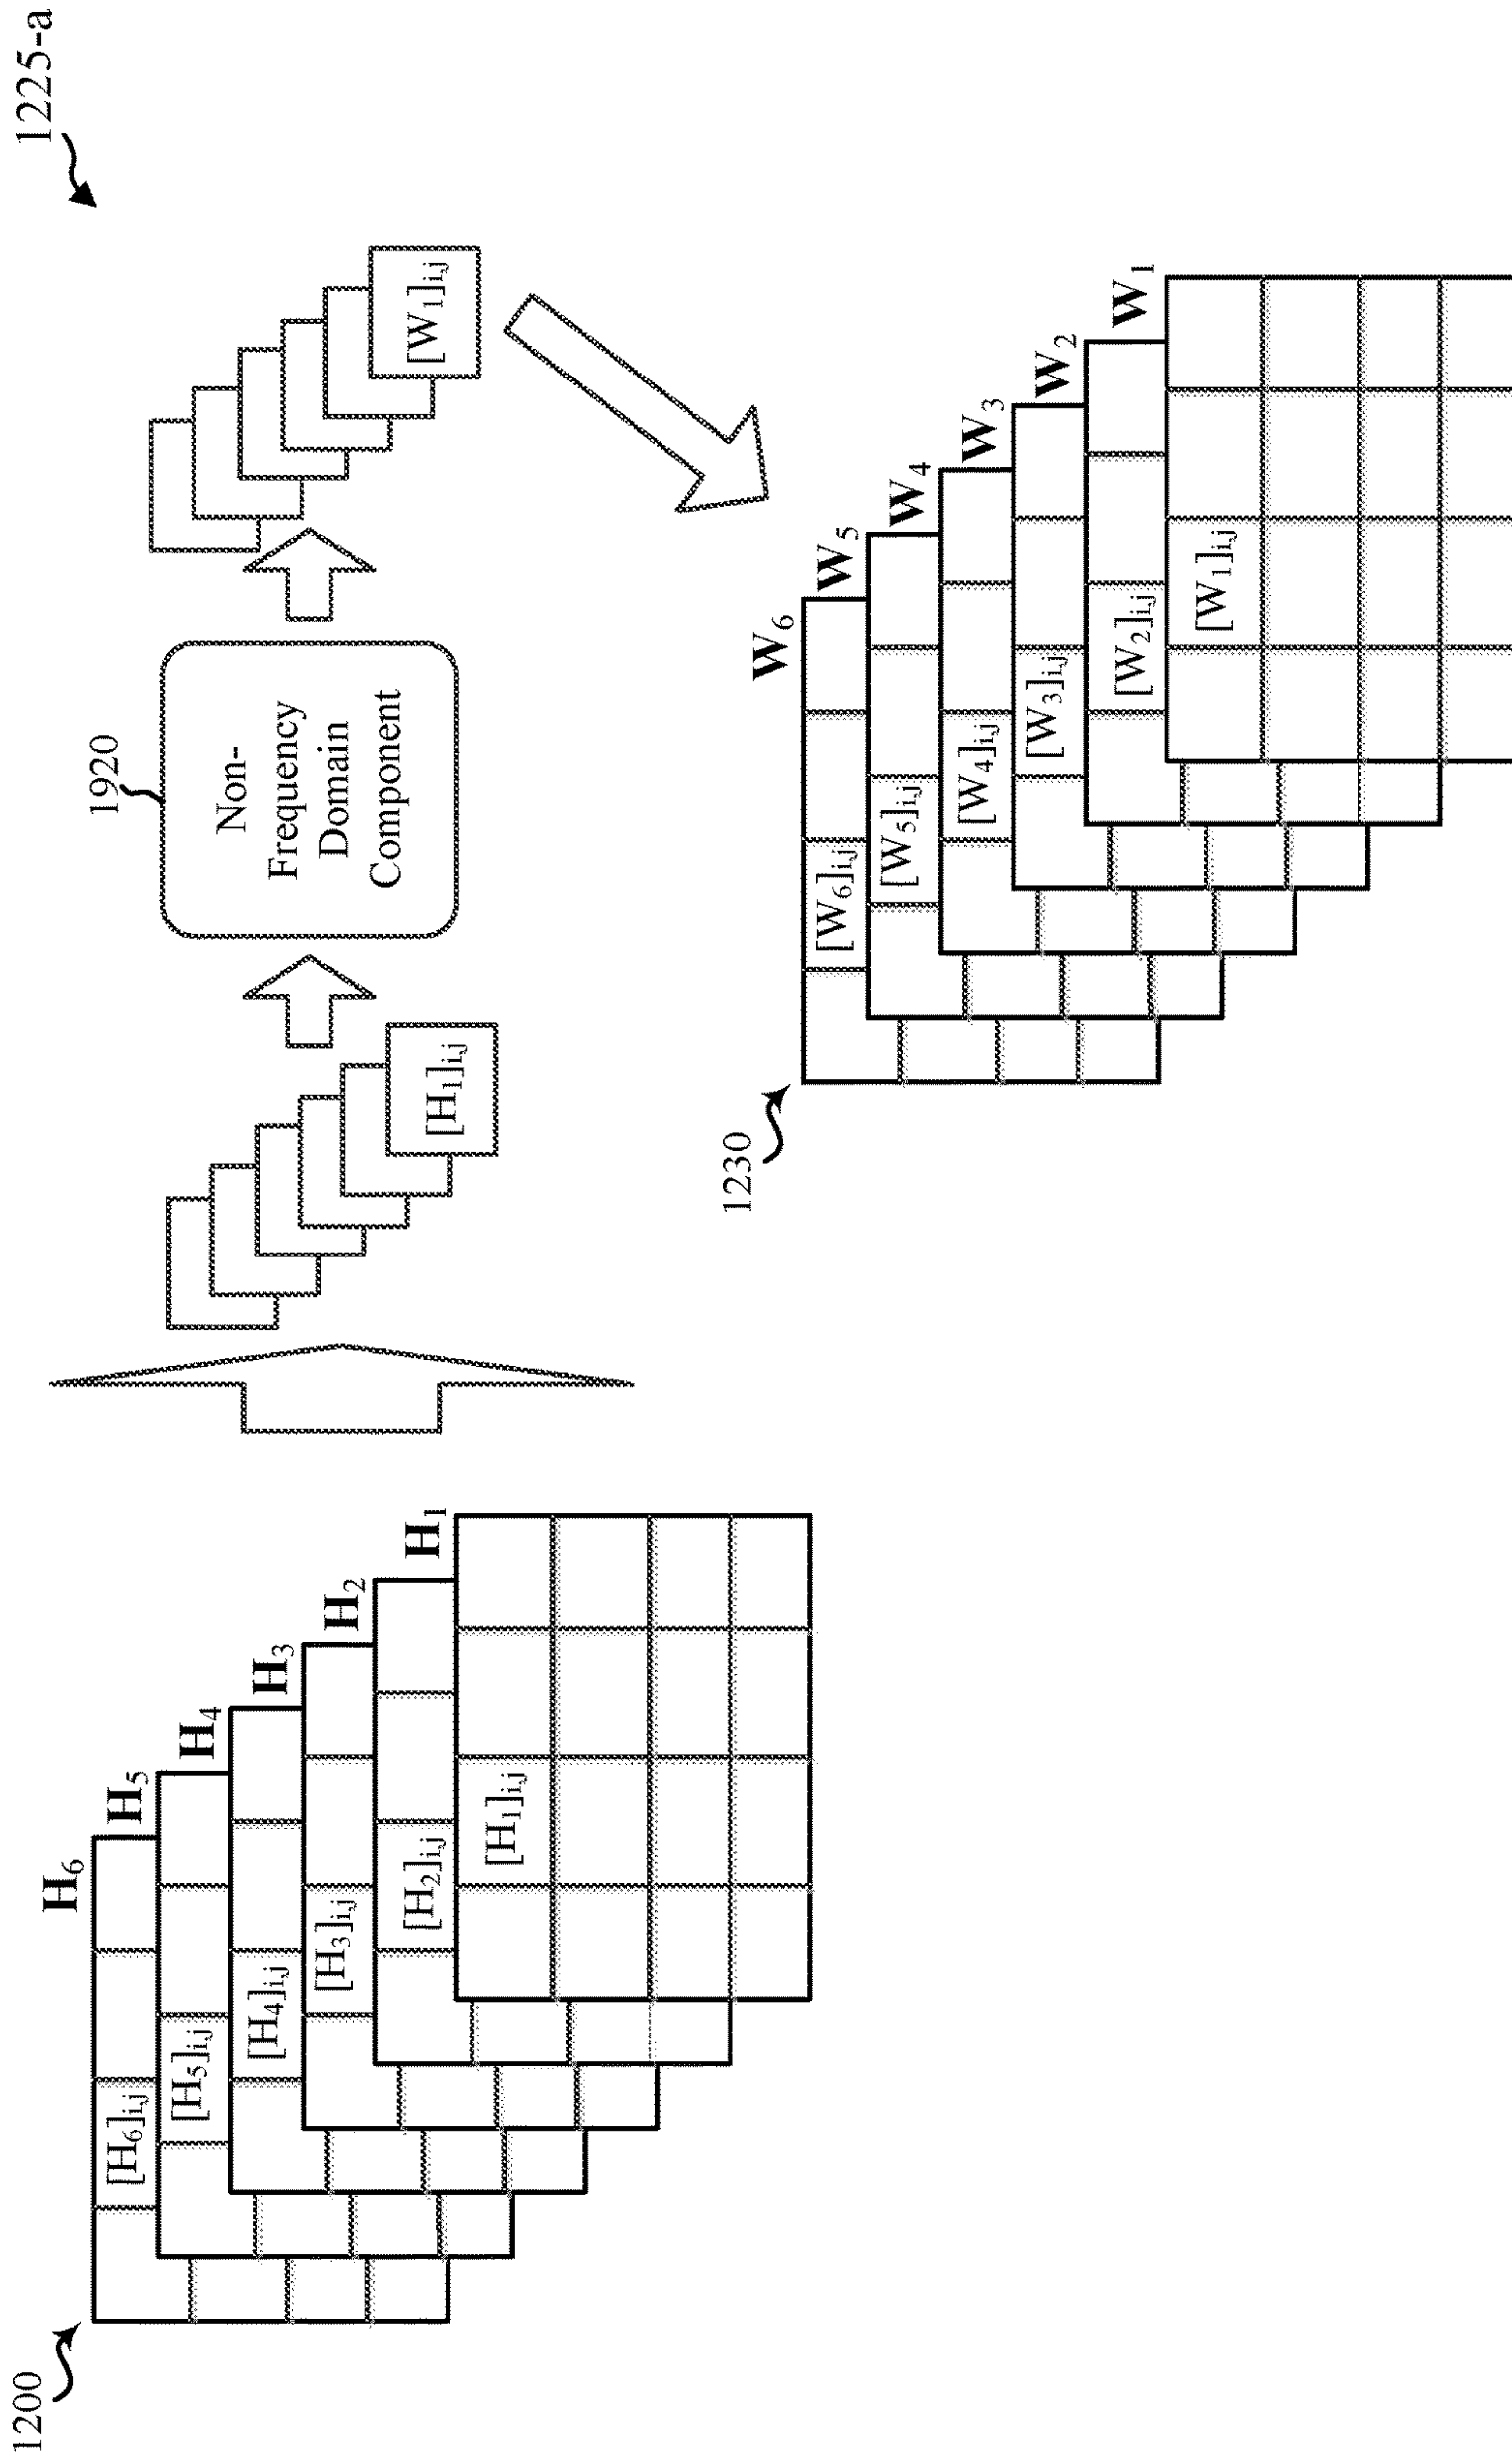 1225-a
1200
H6
H5
H4
H3
H2
H1
[H6]i,j
[H5]i,j
[H4]i,j
[H3]i,j
[H2]i,j
[H1]i,j
[H1]i,j
1920
Non-
Frequency
Domain
Component
[W1]i,j
1230
W6
W5
W4
W3
W2
W1
[W6]i,j
[W5]i,j
[W4]i,j
[W3]i,j
[W2]i,j
[W1]i,j